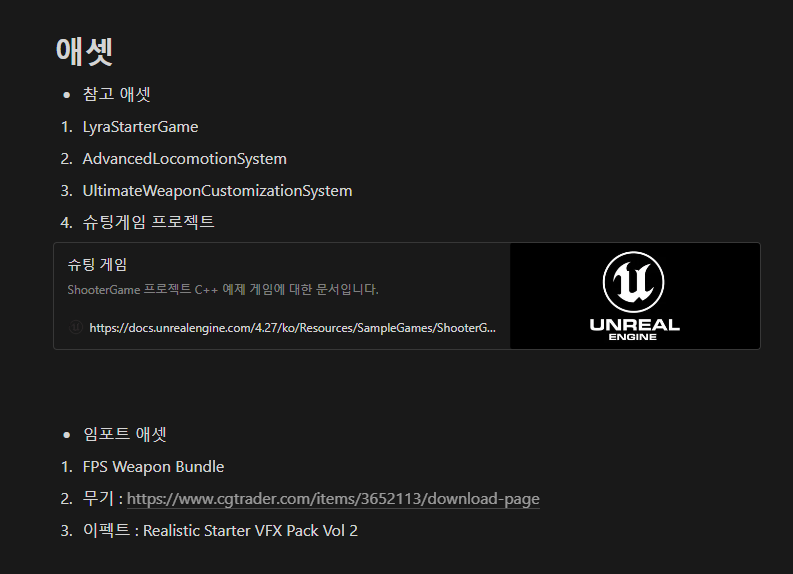 애셋
• 참고 애셋
1. LyraStarterGame
2. AdvancedLocomotionSystem
3. UltimateWeaponCustomizationSystem
4. 슈팅게임 프로젝트
슈팅 게임
ShooterGame 프로젝트 C++ 예제 게임에 대한 문서입니다.
https://docs.unrealengine.com/4.27/ko/Resources/SampleGames/ShooterG...
UNREAL
ENGINE
• 임포트 애셋
1. FPS Weapon Bundle
2. 무기 : https://www.cgtrader.com/items/3652113/download-page
3. 이펙트 : Realistic Starter VFX Pack Vol 2